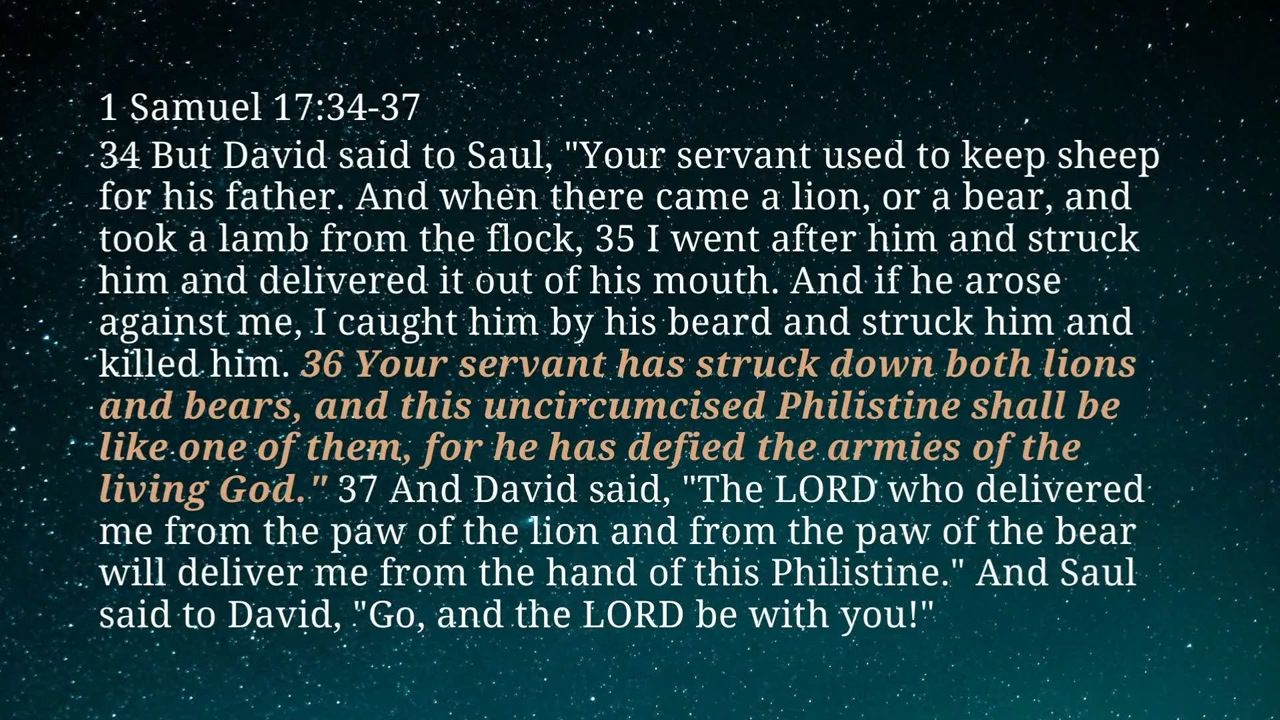 1 Samuel 17:34-37
34 But David said to Saul, "Your servant used to keep sheep
for his father. And when there came a lion, or a bear, and
took a lamb from the flock, 35 I went after him and struck
him and delivered it out of his mouth. And if he arose
against me, I caught him by his beard and struck him and
killed him. 36 Your servant has struck down both lions
and bears, and this uncircumcised Philistine shall be
like one of them, for he has defied the armies of the
living God." 37 And David said, "The LORD who delivered
me from the paw of the lion and from the paw of the bear
will deliver me from the hand of this Philistine." And Saul
said to David, "Go, and the LORD be with you!"